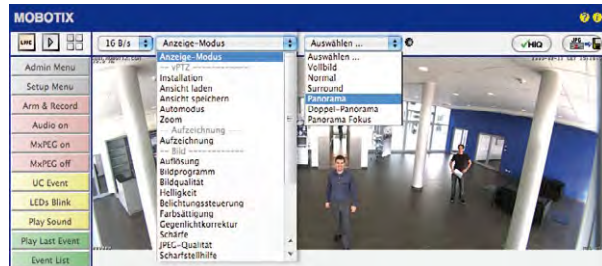 MOBOTIX
LIVE
16 B/s
Anzeige-Modus
Auswählen ...
HiQ
JPG
Admin Menu
Setup Menu
Arm & Record
Audio on
MxPEG on
MxPEG off
UC Event
LEDs Blink
Play Sound
Play Last Event
Event List
Anzeige-Modus
-- vPTZ --
Installation
Ansicht laden
Ansicht speichern
Automodus
Zoom
-- Aufzeichnung --
Aufzeichnung
-- Bild --
Auflösung
Bildprogramm
Bildqualität
Helligkeit
Belichtungssteuerung
Farbsättigung
Gegenlichtkorrektur
Schärfe
JPEG-Qualität
Scharfstellhilfe
Auswählen ...
Vollbild
Normal
Surround
Panorama
Doppel-Panorama
Panorama Fokus